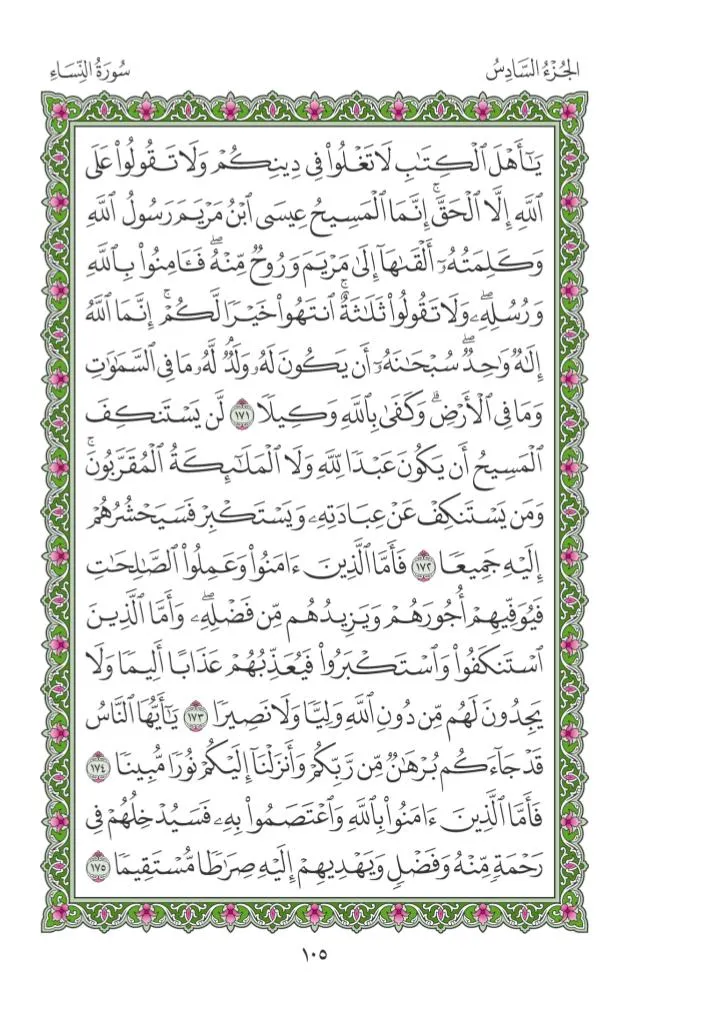 الجُزْءُ السَّادِسُ
سُورَةُ النِّسَاءِ
يَـٰٓأَهْلَ ٱلْكِتَـٰبِ لَا تَغْلُوا۟ فِى دِينِكُمْ وَلَا تَقُولُوا۟ عَلَى
ٱللَّهِ إِلَّا ٱلْحَقَّ ۚ إِنَّمَا ٱلْمَسِيحُ عِيسَى ٱبْنُ مَرْيَمَ رَسُولُ ٱللَّهِ
وَكَلِمَتُهُۥٓ أَلْقَىٰهَآ إِلَىٰ مَرْيَمَ وَرُوحٌ مِّنْهُ ۖ فَـَٔامِنُوا۟ بِٱللَّهِ
وَرُسُلِهِۦ ۖ وَلَا تَقُولُوا۟ ثَلَـٰثَةٌ ۚ ٱنتَهُوا۟ خَيْرًا لَّكُمْ ۚ إِنَّمَا ٱللَّهُ
إِلَـٰهٌ وَٰحِدٌ ۖ سُبْحَـٰنَهُۥٓ أَن يَكُونَ لَهُۥ وَلَدٌ ۘ لَّهُۥ مَا فِى ٱلسَّمَـٰوَٰتِ
وَمَا فِى ٱلْأَرْضِ ۗ وَكَفَىٰ بِٱللَّهِ وَكِيلًا ١٧١ لَّن يَسْتَنكِفَ
ٱلْمَسِيحُ أَن يَكُونَ عَبْدًا لِّلَّهِ وَلَا ٱلْمَلَـٰٓئِكَةُ ٱلْمُقَرَّبُونَ ۚ
وَمَن يَسْتَنكِفْ عَنْ عِبَادَتِهِۦ وَيَسْتَكْبِرْ فَسَيَحْشُرُهُمْ
إِلَيْهِ جَمِيعًا ١٧٢ فَأَمَّا ٱلَّذِينَ ءَامَنُوا۟ وَعَمِلُوا۟ ٱلصَّـٰلِحَـٰتِ
فَيُوَفِّيهِمْ أُجُورَهُمْ وَيَزِيدُهُم مِّن فَضْلِهِۦ ۖ وَأَمَّا ٱلَّذِينَ
ٱسْتَنكَفُوا۟ وَٱسْتَكْبَرُوا۟ فَيُعَذِّبُهُمْ عَذَابًا أَلِيمًا وَلَا
يَجِدُونَ لَهُم مِّن دُونِ ٱللَّهِ وَلِيًّا وَلَا نَصِيرًا ١٧٣ يَـٰٓأَيُّهَا ٱلنَّاسُ
قَدْ جَآءَكُم بُرْهَـٰنٌ مِّن رَّبِّكُمْ وَأَنزَلْنَآ إِلَيْكُمْ نُورًا مُّبِينًا ١٧٤
فَأَمَّا ٱلَّذِينَ ءَامَنُوا۟ بِٱللَّهِ وَٱعْتَصَمُوا۟ بِهِۦ فَسَيُدْخِلُهُمْ فِى
رَحْمَةٍ مِّنْهُ وَفَضْلٍ وَيَهْدِيهِمْ إِلَيْهِ صِرَٰطًا مُّسْتَقِيمًا ١٧٥
١٠٥